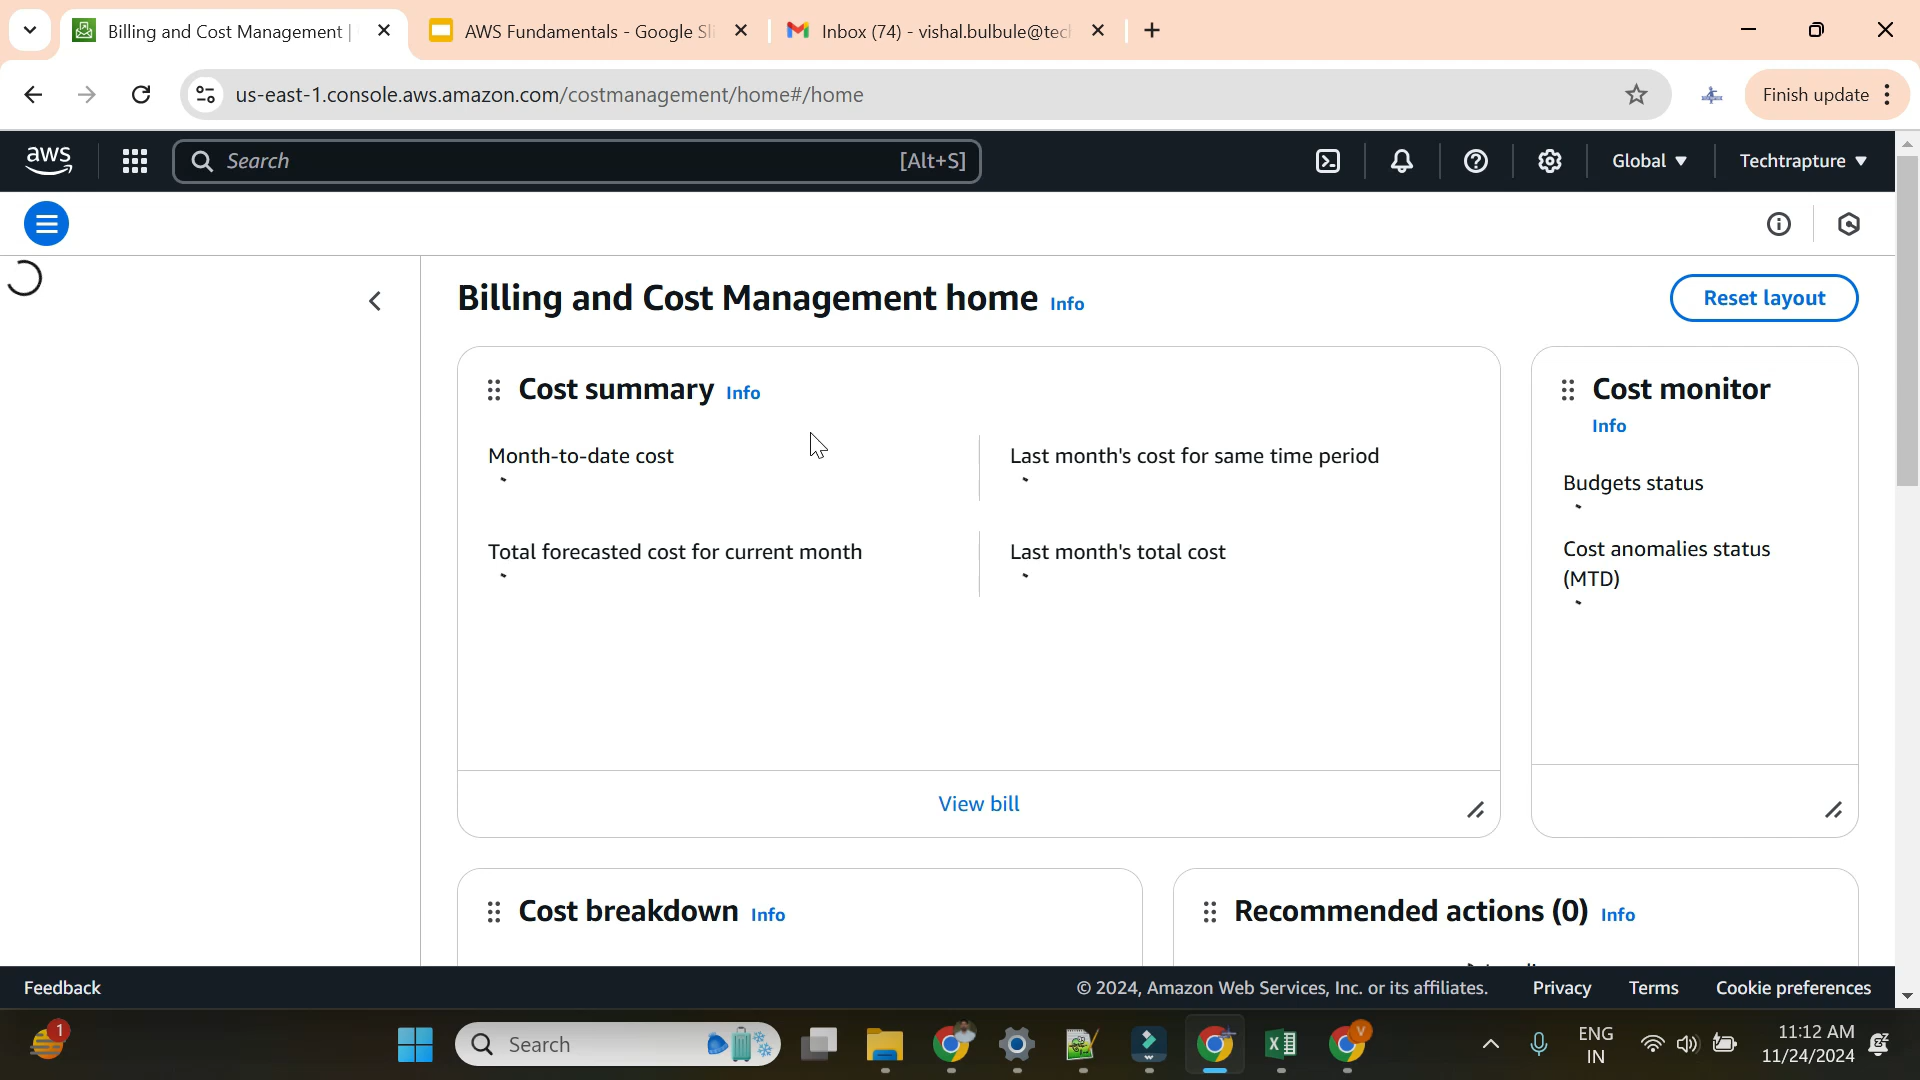 Billing and Cost Management |
AWS Fundamentals - Google Sli
Inbox (74) - vishal.bulbule@tec
us-east-1.console.aws.amazon.com/costmanagement/home#/home
Finish update
aws
Search
[Alt+S]
Global
Techtrapture
Billing and Cost Management home Info
Reset layout
Cost summary Info
Month-to-date cost
Last month's cost for same time period
Total forecasted cost for current month
Last month's total cost
View bill
Cost monitor
Info
Budgets status
Cost anomalies status
(MTD)
Cost breakdown Info
Recommended actions (0) Info
Feedback
© 2024, Amazon Web Services, Inc. or its affiliates.
Privacy
Terms
Cookie preferences
1
Search
V
ENG
IN
11:12 AM
11/24/2024